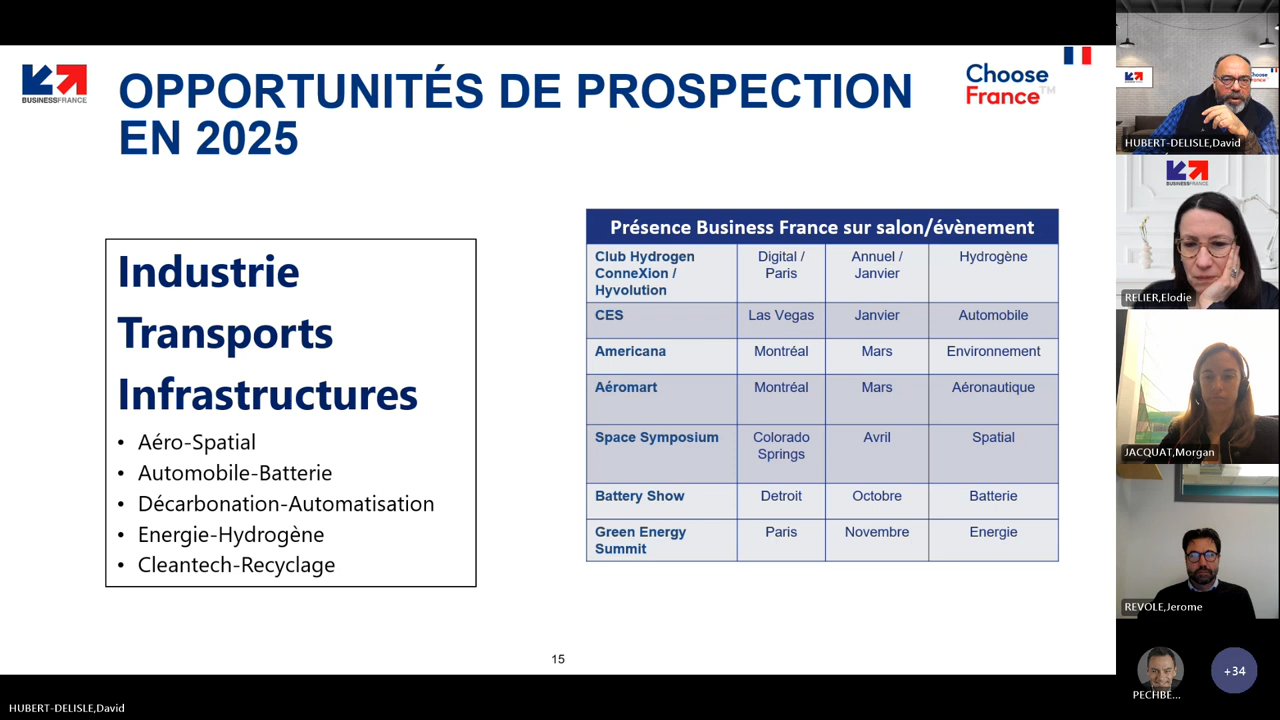 BUSINESSFRANCE
OPPORTUNITÉS DE PROSPECTION
EN 2025
Choose
France™
Industrie
Transports
Infrastructures
• Aéro-Spatial
• Automobile-Batterie
• Décarbonation-Automatisation
• Energie-Hydrogène
• Cleantech-Recyclage
Présence Business France sur salon/évènement
Club Hydrogen ConneXion / Hyvolution Digital / Paris Annuel / Janvier Hydrogène
CES Las Vegas Janvier Automobile
Americana Montréal Mars Environnement
Aéromart Montréal Mars Aéronautique
Space Symposium Colorado Springs Avril Spatial
Battery Show Detroit Octobre Batterie
Green Energy Summit Paris Novembre Energie
15
HUBERT-DELISLE,David
Choose
France
HUBERT-DELISLE,David
BUSINESSFRANCE
RELIER,Elodie
JACQUAT,Morgan
REVOLE,Jerome
PECHBE...
+34